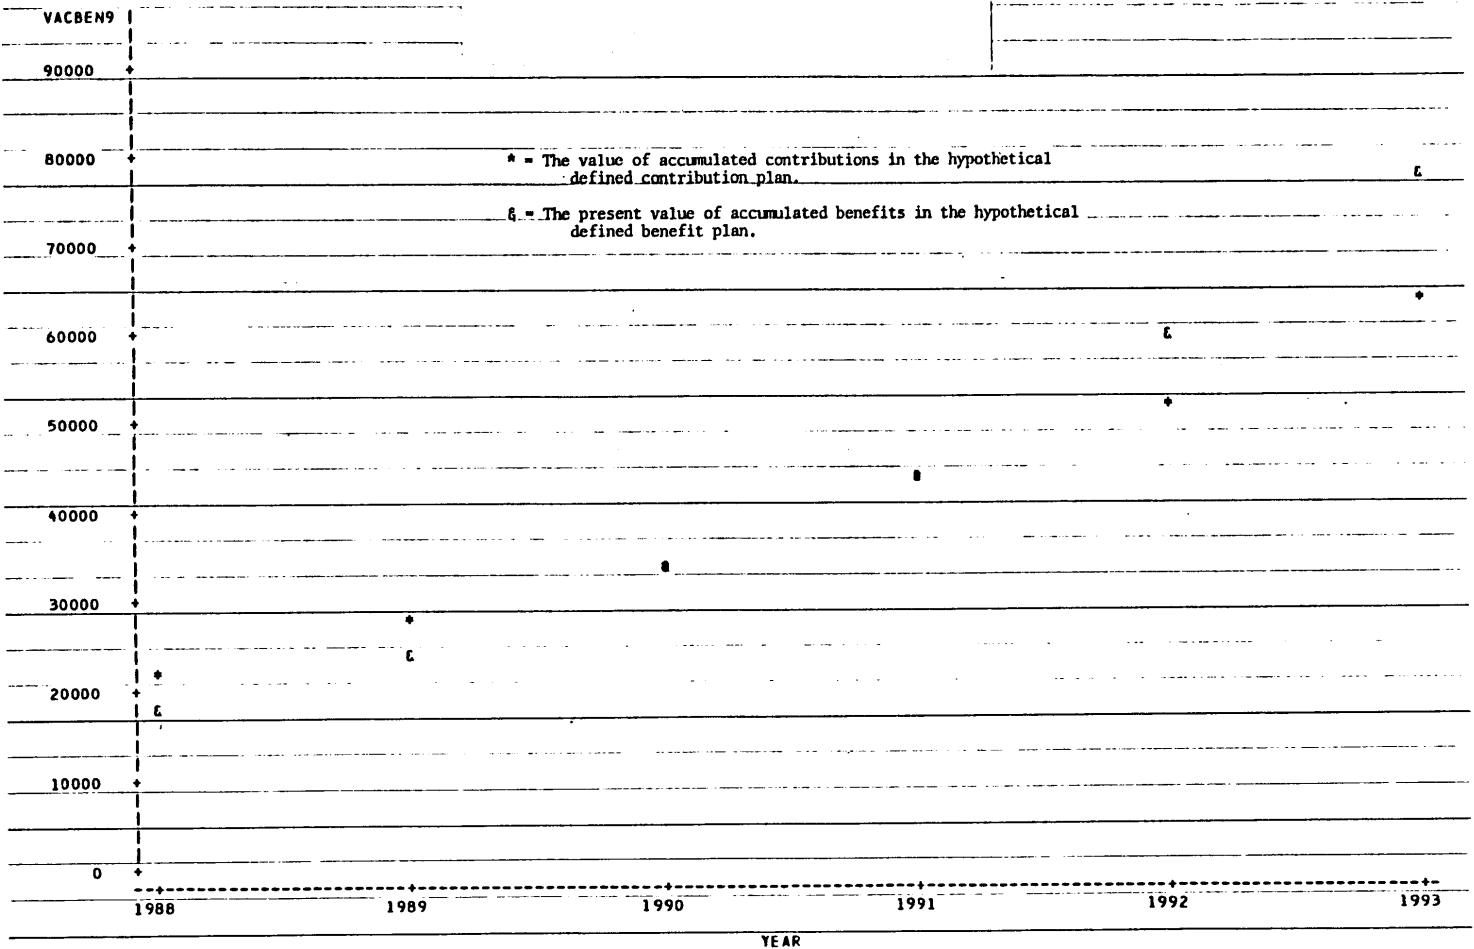 VACBEN9
90000
80000
* = The value of accumulated contributions in the hypothetical
defined contribution plan.
& = The present value of accumulated benefits in the hypothetical
defined benefit plan.
70000
60000
50000
40000
30000
20000
10000
0
1988 1989 1990 1991 1992 1993
YEAR